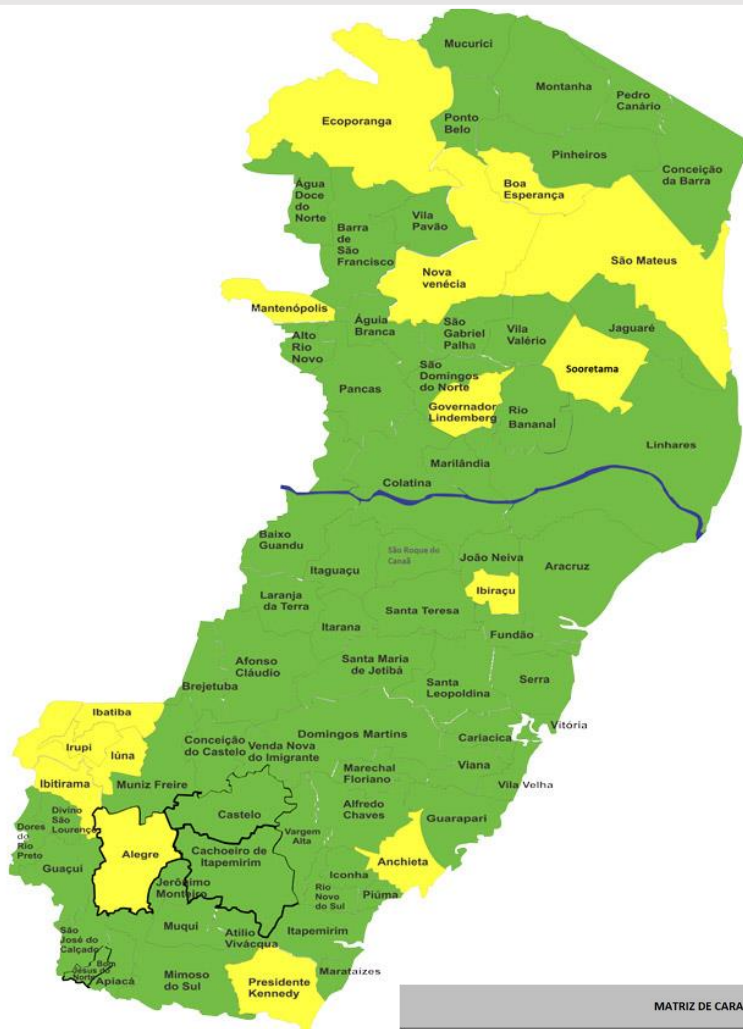 Mucurici
Montanha
Pedro
Canário
Ecoporanga
Ponto
Belo
Pinheiros
Conceição
da Barra
Água
Doce
do
Norte
Boa
Esperança
Vila
Pavão
Barra
de
São
Francisco
São Mateus
Nova
venécia
Mantenópolis
Águia
Branca
São
Gabriel
Palha
Vila
Valério
Jaguaré
Alto
Rio
Novo
Sooretama
São
Domingos
do Norte
Pancas
Governador
Lindemberg
Rio
Bananal
Linhares
Marilândia
Colatina
Baixo
Guandu
São Roque do
Canaã
João Neiva
Aracruz
Itaguaçu
Ibiraçu
Laranja
da Terra
Santa Teresa
Itarana
Fundão
Afonso
Cláudio
Santa Maria
de Jetibá
Santa
Leopoldina
Serra
Brejetuba
Ibatiba
Vitória
Irupi
Iúna
Conceição
do Castelo
Venda Nova
do Imigrante
Domingos Martins
Cariacica
Viana
Marechal
Floriano
Ibitirama
Muniz Freire
Vila Velha
Castelo
Alfredo
Chaves
Guarapari
Divino
São
Lourenço
Dores
do
Rio
Preto
Vargem
Alta
Alegre
Cachoeiro de
Itapemirim
Anchieta
Guaçui
Jerônimo
Monteiro
Iconha
Rio
Novo
do Sul
Piúma
Muqui
Atilio
Vivácqua
Itapemirim
São
José do
Calçado
Bom
Jesus do
Norte
Apiacá
Mimoso
do Sul
Presidente
Kennedy
Marataízes
MATRIZ DE CARA